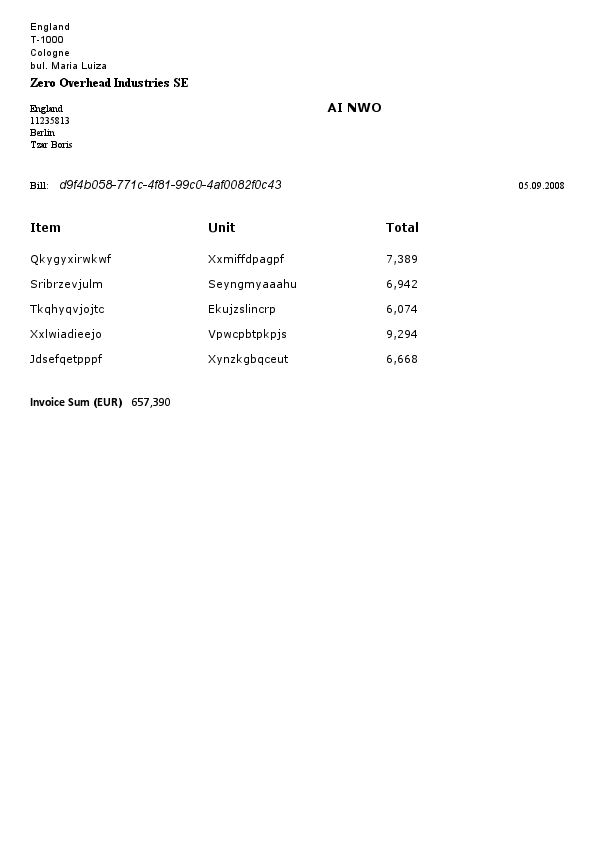 England
T-1000
Cologne
bul. Maria Luiza
Zero Overhead Industries SE
England
AI NWO
11235813
Berlin
Tzar Boris
Bill: d9f4b058-771c-4f81-99c0-4af0082f0c43 05.09.2008
Item Unit Total
Qkygyxirwkwf Xxmiffdpagpf 7,389
Sribrzevjulm Seyngmyaaahu 6,942
Tkqhyqvjojtc Ekujzslincrp 6,074
Xxlwiadieejo Vpwcpbtpkpjs 9,294
Jdsefqetpppf Xynzkgbqceut 6,668
Invoice Sum (EUR) 657,390